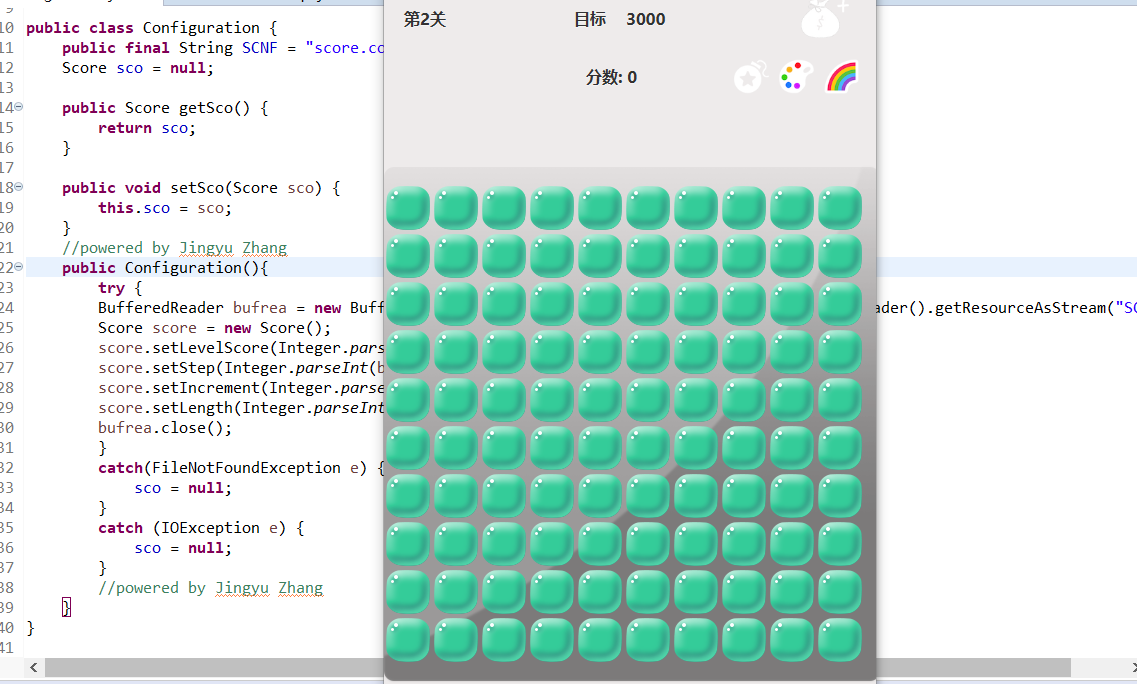 10 public class Configuration {
11 public final String SCNF = "score.co
12 Score sco = null;
13
14 public Score getSco() {
15 return sco;
16 }
17
18 public void setSco(Score sco) {
19 this.sco = sco;
20 }
21 //powered by Jingyu Zhang
22 public Configuration(){
23 try {
24 BufferedReader bufrea = new Buff ader().getResourceAsStream("SC
25 Score score = new Score();
26 score.setLevelScore(Integer.pars
27 score.setStep(Integer.parseInt(b
28 score.setIncrement(Integer.parse
29 score.setLength(Integer.parseInt
30 bufrea.close();
31 }
32 catch(FileNotFoundException e) {
33 sco = null;
34 }
35 catch (IOException e) {
36 sco = null;
37 }
38 //powered by Jingyu Zhang
39 }
40 }
41
第2关 目标 3000
分数: 0